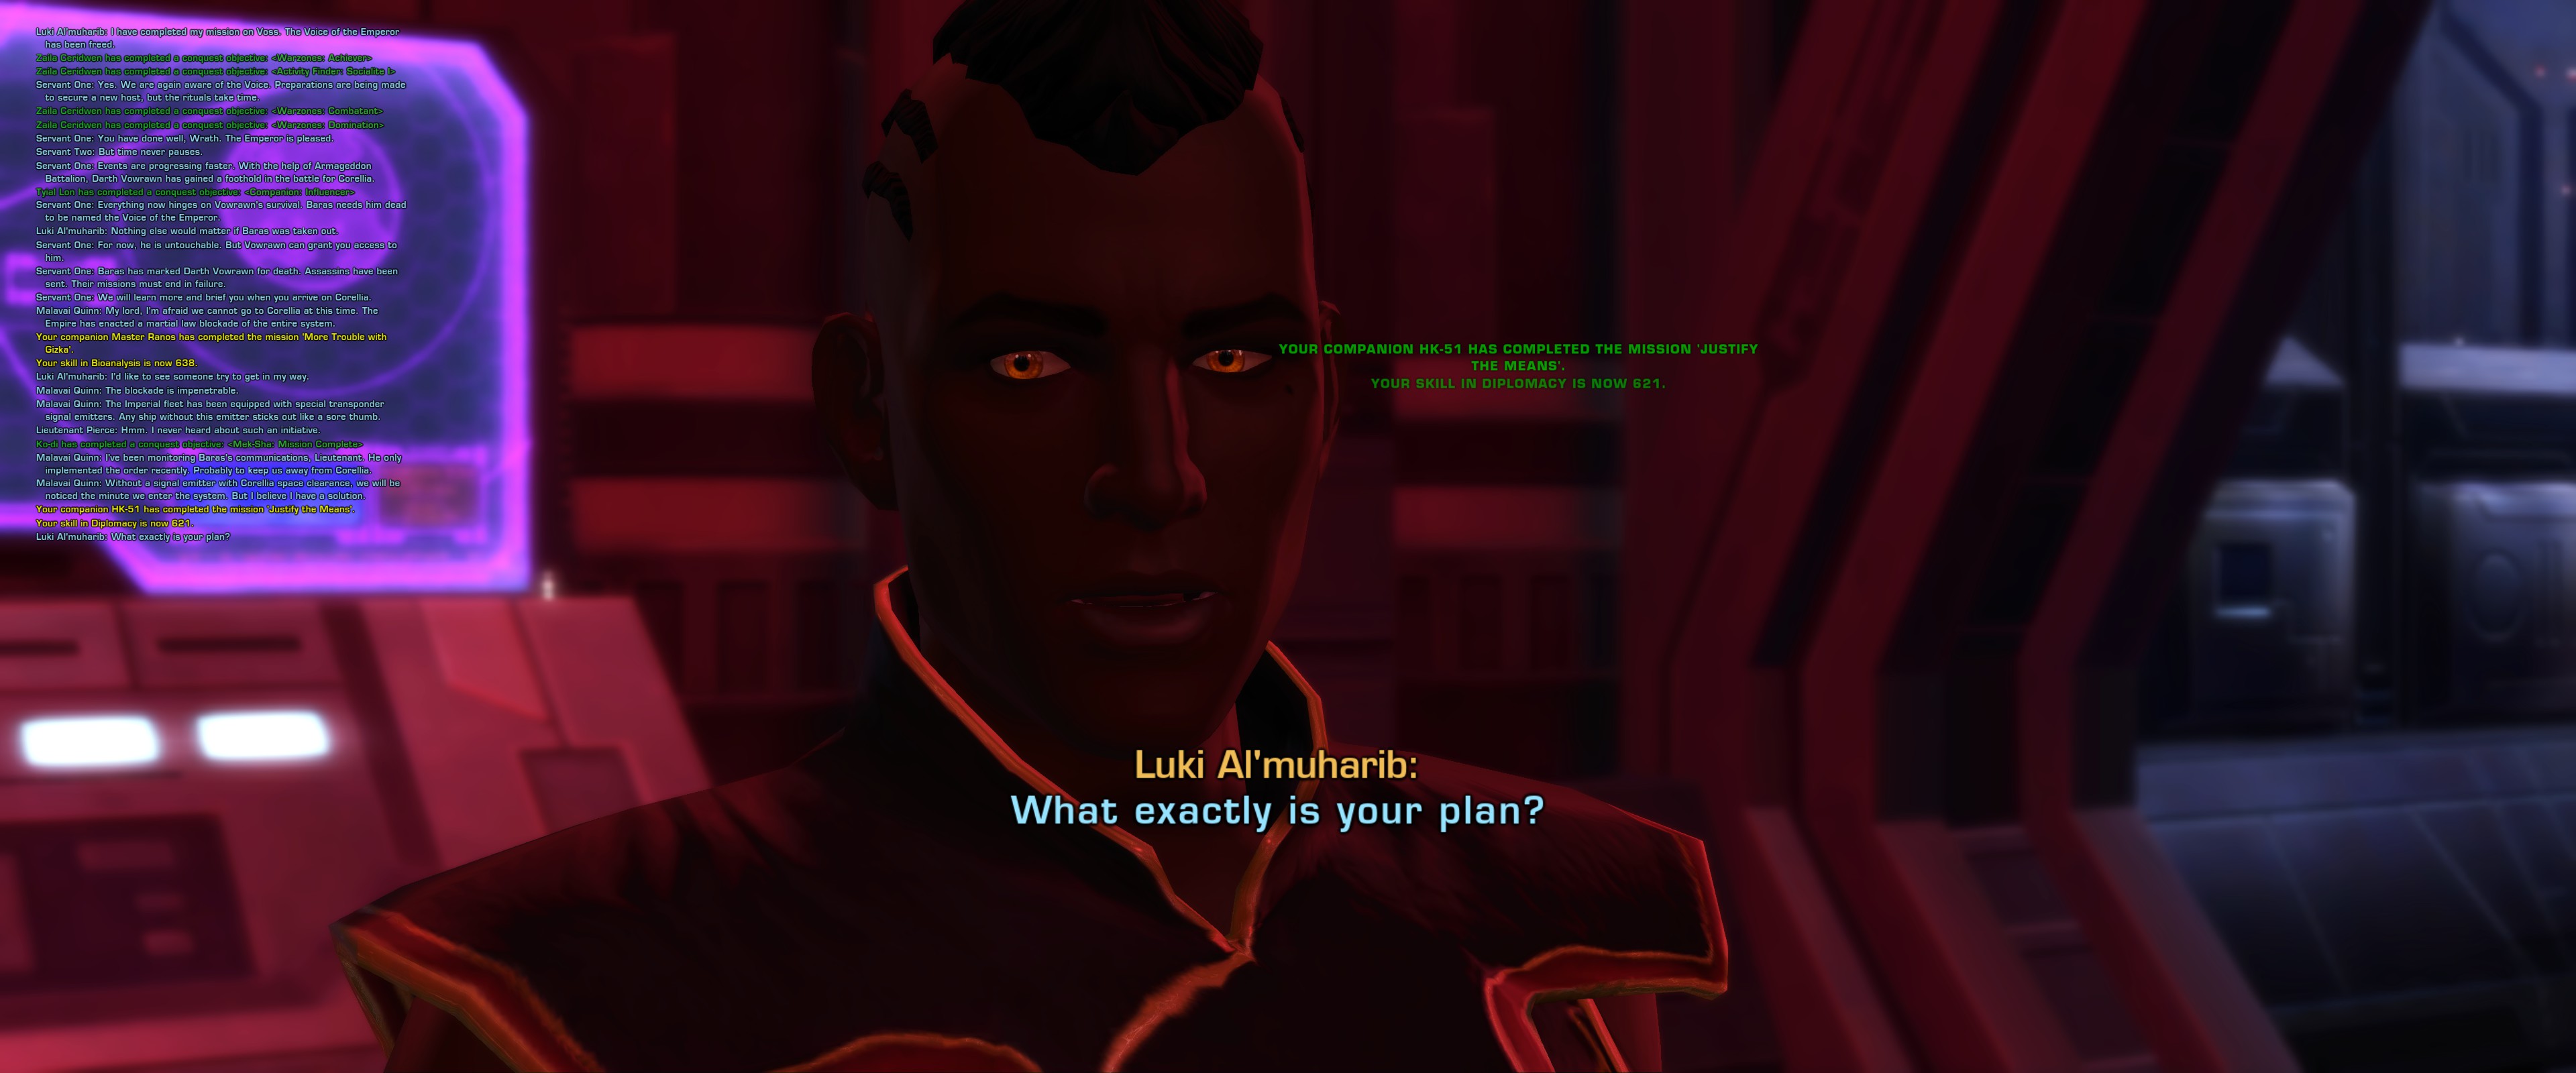 Luki Al'muharib: I have completed my mission on Voss. The Voice of the Emperor
has been freed.
Zaila Ceridwen has completed a conquest objective: <Warzones: Achiever>
Zaila Ceridwen has completed a conquest objective: <Activity Finder: Socialite I>
Servant One: Yes. We are again aware of the Voice. Preparations are being made
to secure a new host, but the rituals take time.
Zaila Ceridwen has completed a conquest objective: <Warzones: Combatant>
Zaila Ceridwen has completed a conquest objective: <Warzones: Domination>
Servant One: You have done well, Wrath. The Emperor is pleased.
Servant Two: But time never pauses.
Servant One: Events are progressing faster. With the help of Armageddon
Battalion, Darth Vowrawn has gained a foothold in the battle for Corellia.
Lon has completed a conquest objective: <Companion: Influencer>
Servant One: Everything now hinges on Vowrawn's survival. Baras needs him dead
to be named the Voice of the Emperor.
Luki Al'muharib: Nothing else would matter if Baras was taken out.
Servant One: For now, he is untouchable. But Vowrawn can grant you access to
him.
Servant One: Baras has marked Darth Vowrawn for death. Assassins have been
sent. Their missions must end in failure.
Servant One: We will learn more and brief you when you arrive on Corellia.
Malavai Quinn: My lord, I'm afraid we cannot go to Corellia at this time. The
Empire has enacted a martial law blockade of the entire system.
Your companion Master Ranos has completed the mission 'More Trouble with
Gizka'.
Your skill in Bioanalysis is now 638.
Luki Al'muharib: I'd like to see someone try to get in my way.
Malavai Quinn: The blockade is impenetrable.
Malavai Quinn: The Imperial fleet has been equipped with special transponder
signal emitters. Any ship without this emitter sticks out like a sore thumb.
Lieutenant Pierce: Hmm. I never heard about such an initiative.
Ko-di has completed a conquest objective: <Mek-Sha: Mission Complete>
Malavai Quinn: I've been monitoring Baras's communications, Lieutenant. He only
implemented the order recently. Probably to keep us away from Corellia.
Malavai Quinn: Without a signal emitter with Corellia space clearance, we will be
noticed the minute we enter the system. But I believe I have a solution.
Your companion HK-51 has completed the mission 'Justify the Means'.
Your skill in Diplomacy is now 621.
Luki Al'muharib: What exactly is your plan?
YOUR COMPANION HK-51 HAS COMPLETED THE MISSION 'JUSTIFY
THE MEANS'.
YOUR SKILL IN DIPLOMACY IS NOW 621.
Luki Al'muharib:
What exactly is your plan?